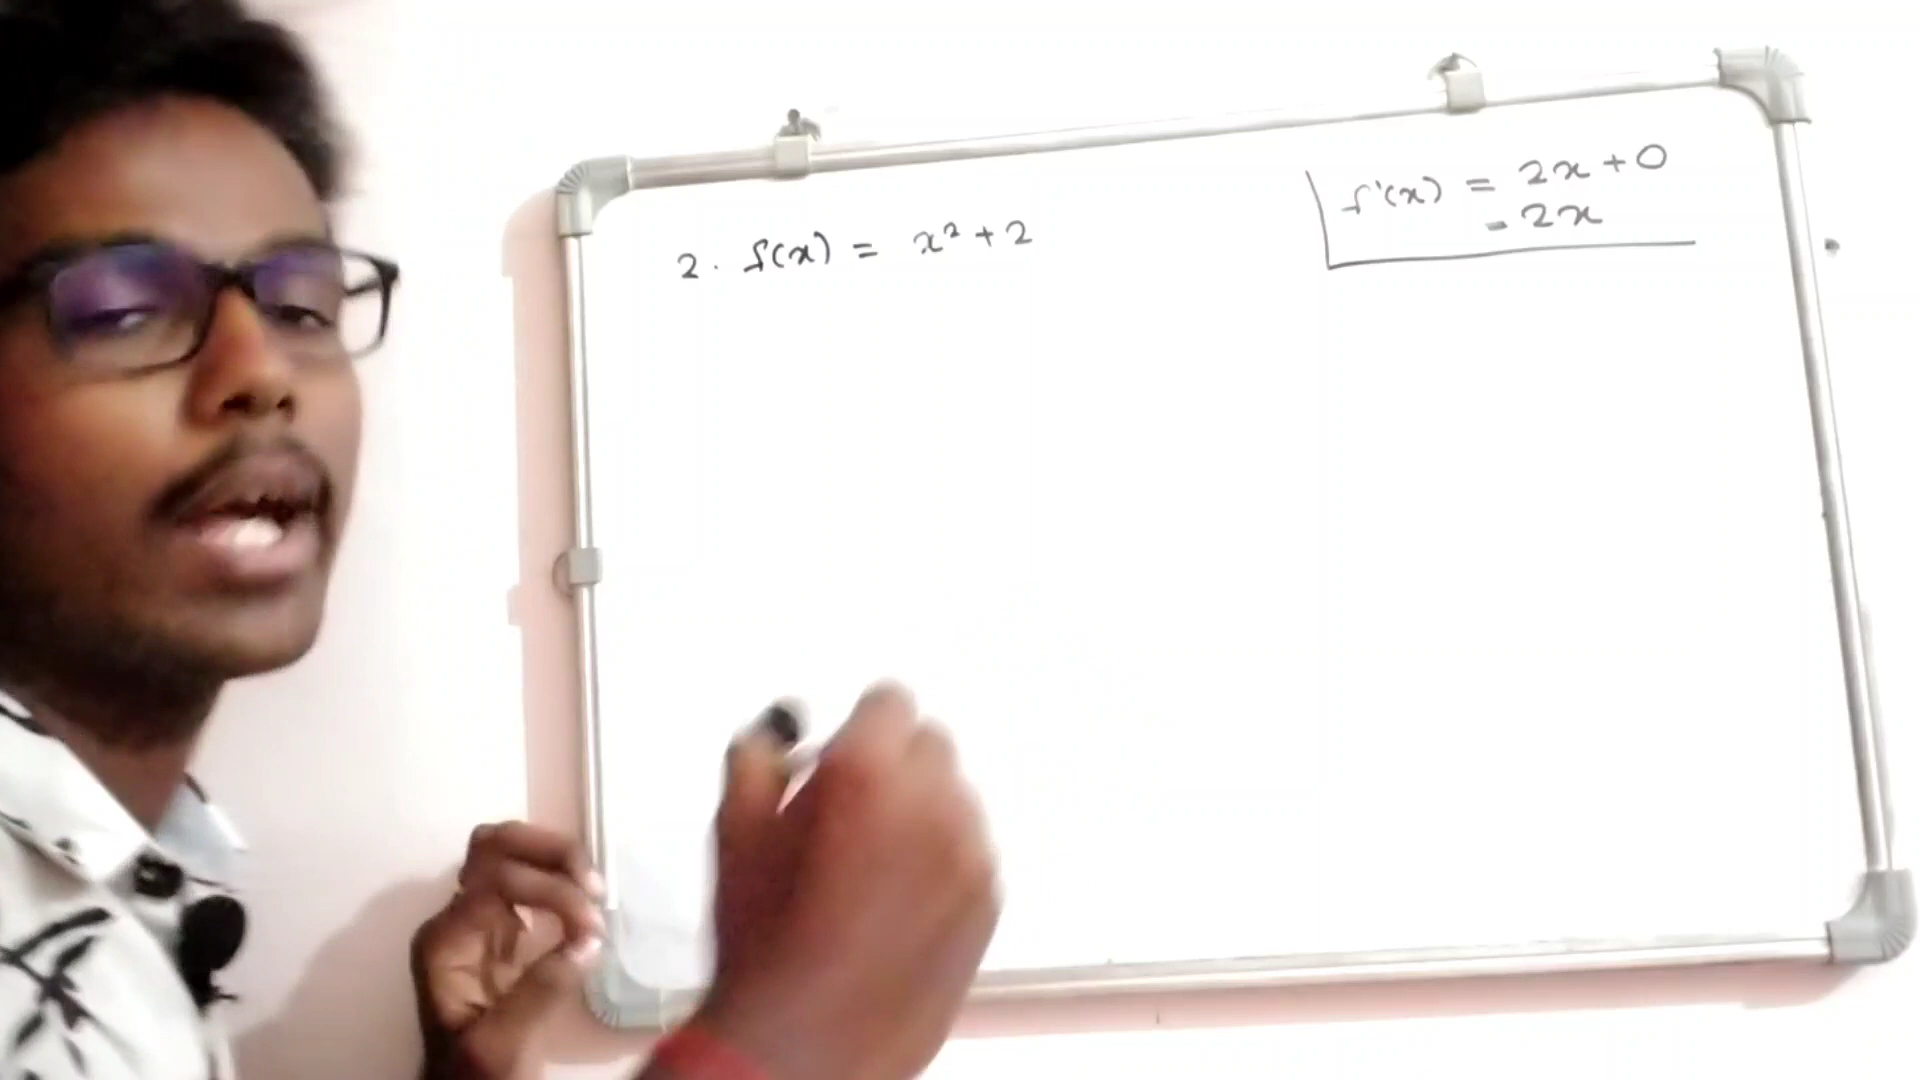 2. f(x) = x² + 2
f'(x) = 2x + 0
= 2x